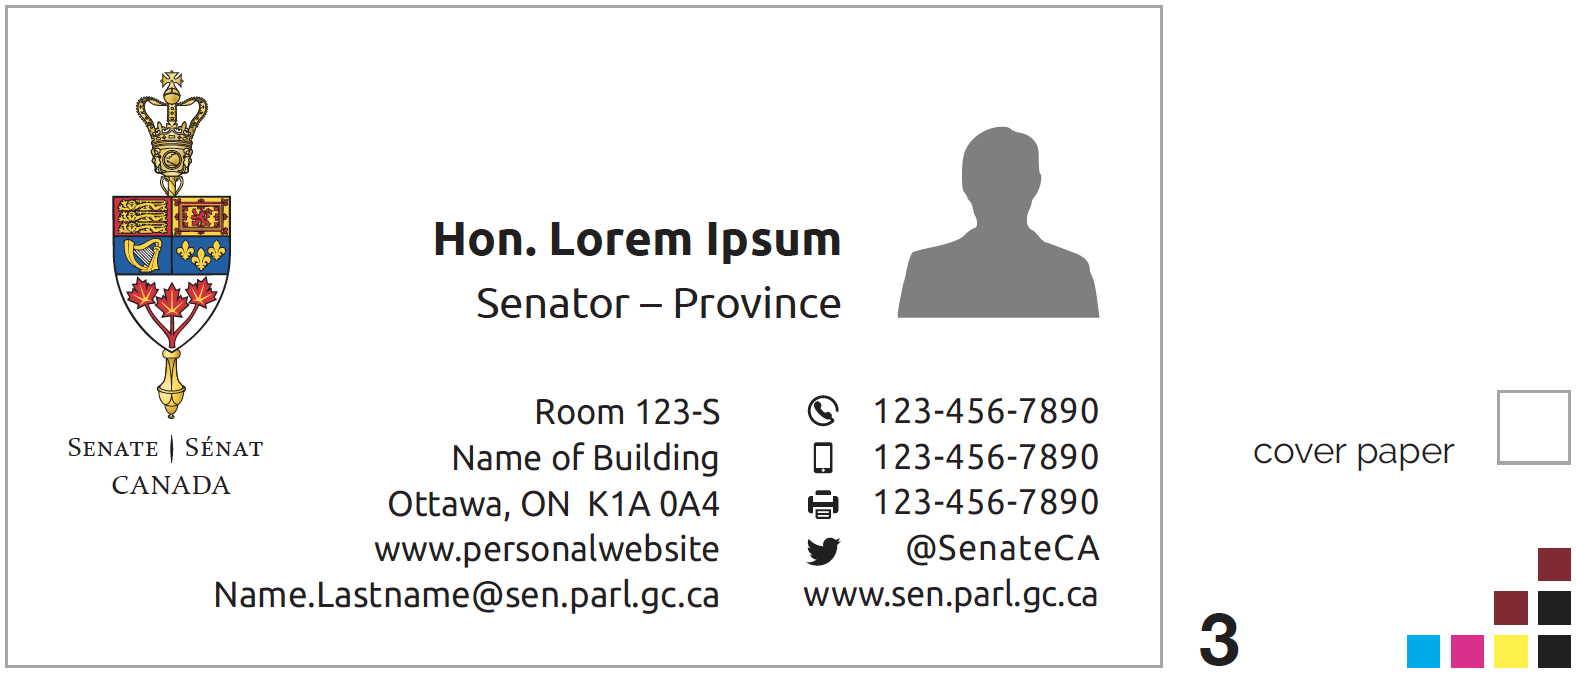 SENATE | SÉNAT
CANADA
Hon. Lorem Ipsum
Senator – Province
Room 123-S
Name of Building
Ottawa, ON  K1A 0A4
www.personalwebsite
Name.Lastname@sen.parl.gc.ca
123-456-7890
123-456-7890
123-456-7890
@SenateCA
www.sen.parl.gc.ca
cover paper
3